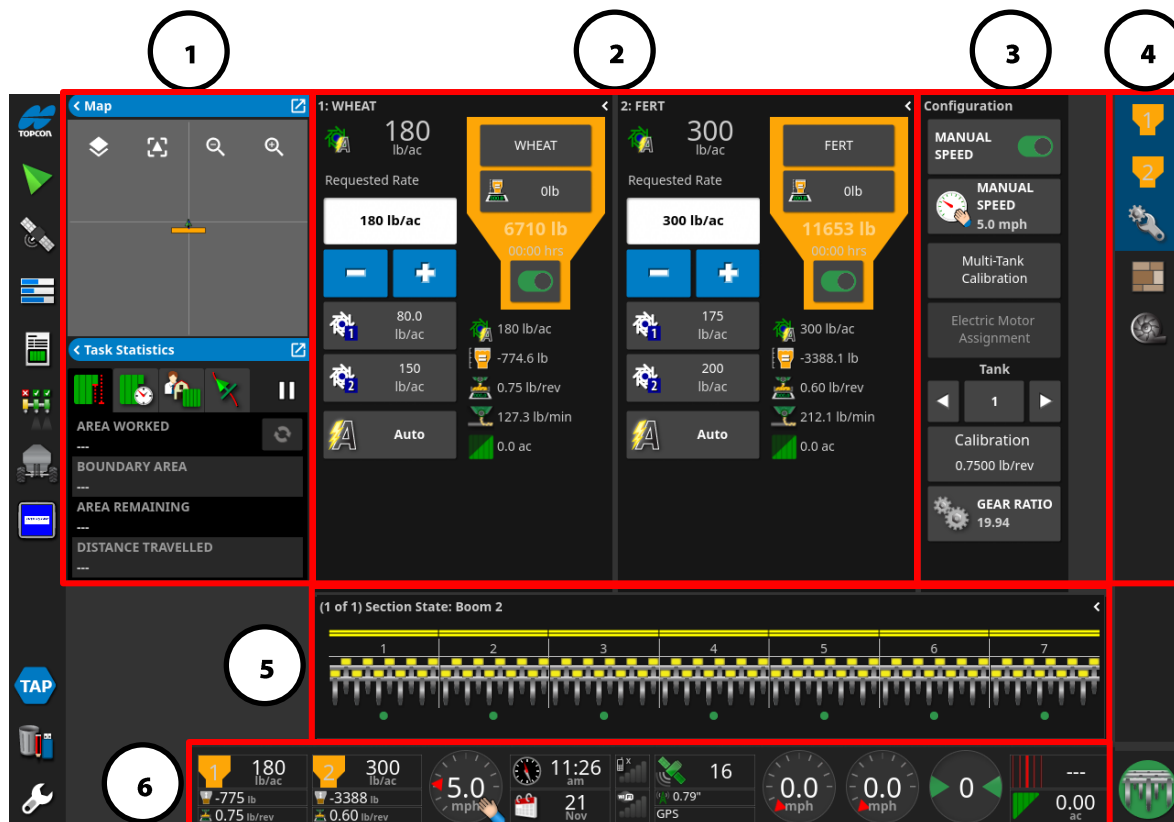 1
2
3
4
TOPCON
Map
Task Statistics
AREA WORKED
---
BOUNDARY AREA
---
AREA REMAINING
---
DISTANCE TRAVELLED
---
1: WHEAT
180
lb/ac
Requested Rate
180 lb/ac
80.0
lb/ac
1
150
lb/ac
2
A
Auto
WHEAT
0lb
6710 lb
00:00 hrs
180 lb/ac
-774.6 lb
0.75 lb/rev
127.3 lb/min
0.0 ac
2: FERT
300
lb/ac
Requested Rate
300 lb/ac
175
lb/ac
1
200
lb/ac
2
A
Auto
FERT
0lb
11653 lb
00:00 hrs
300 lb/ac
-3388.1 lb
0.60 lb/rev
212.1 lb/min
0.0 ac
Configuration
MANUAL
SPEED
MANUAL
SPEED
5.0 mph
Multi-Tank
Calibration
Electric Motor
Assignment
Tank
1
Calibration
0.7500 lb/rev
GEAR RATIO
19.94
1
2
5
(1 of 1) Section State: Boom 2
1 2 3 4 5 6 7
TAP
6
1 180
lb/ac
-775 lb
0.75 lb/rev
2 300
lb/ac
-3388 lb
0.60 lb/rev
5.0
mph
11:26
am
21
Nov
16
0.79"
GPS
0.0
mph
0.0
mph
0
---
0.00
ac